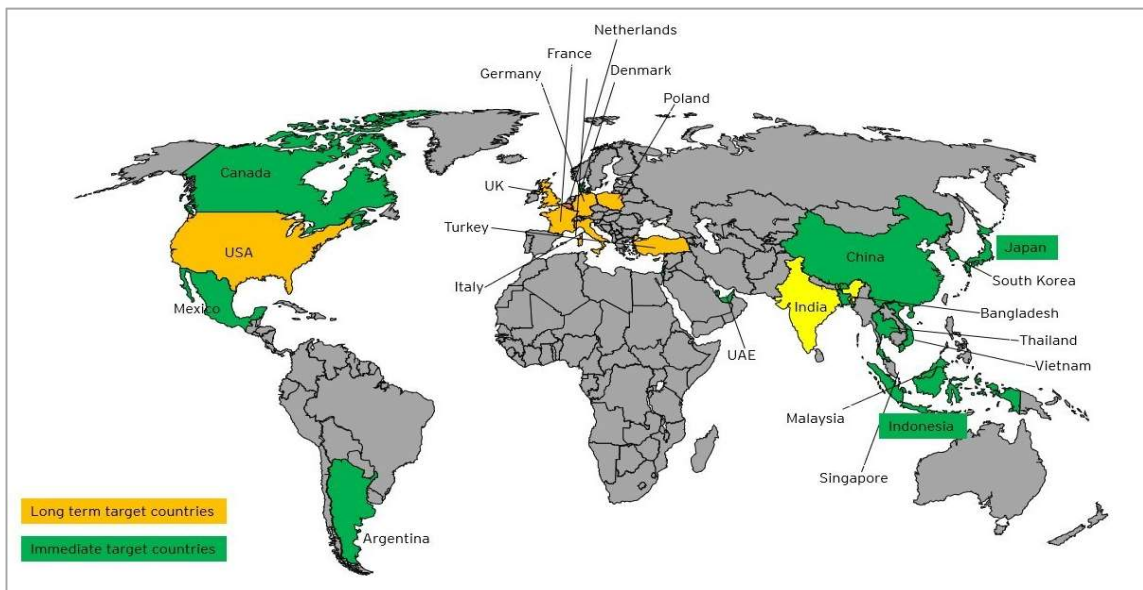 Netherlands
France
Denmark
Germany
Poland
Canada
UK
Turkey
USA
Japan
China
South Korea
Italy
Mexico
India
Bangladesh
Thailand
UAE
Vietnam
Malaysia
Indonesia
Singapore
Long term target countries
Argentina
Immediate target countries